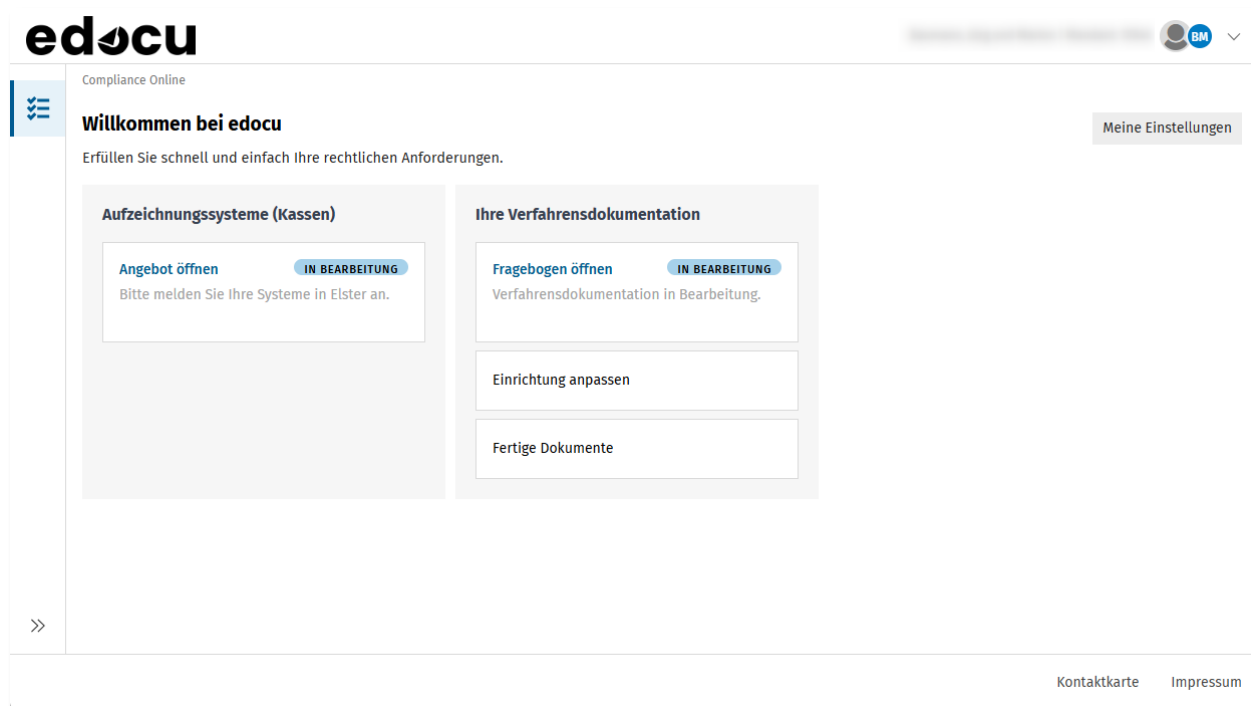 edocu
BM
Compliance Online
Willkommen bei edocu
Meine Einstellungen
Erfüllen Sie schnell und einfach Ihre rechtlichen Anforderungen.
Aufzeichnungssysteme (Kassen)
Angebot öffnen
IN BEARBEITUNG
Bitte melden Sie Ihre Systeme in Elster an.
Ihre Verfahrensdokumentation
Fragebogen öffnen
IN BEARBEITUNG
Verfahrensdokumentation in Bearbeitung.
Einrichtung anpassen
Fertige Dokumente
Kontaktkarte
Impressum